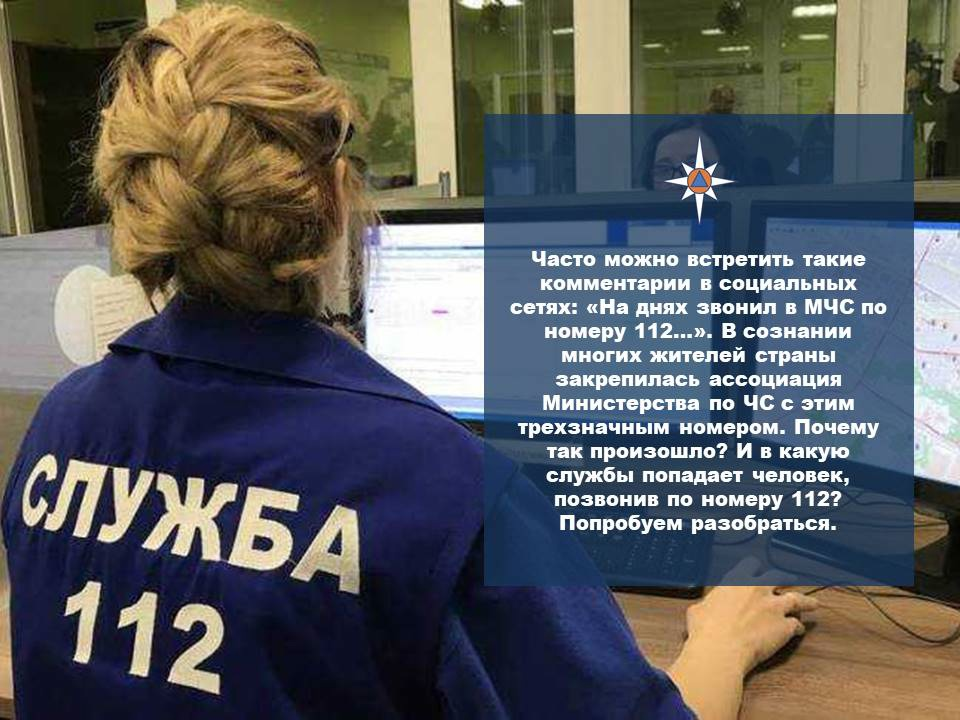 Часто можно встретить такие
комментарии в социальных
сетях: «На днях звонил в МЧС по
номеру 112...». В сознании
многих жителей страны
закрепилась ассоциация
Министерства по ЧС с этим
трехзначным номером. Почему
так произошло? И в какую
службы попадает человек,
позвонив по номеру 112?
Попробуем разобраться.
СЛУЖБА
112